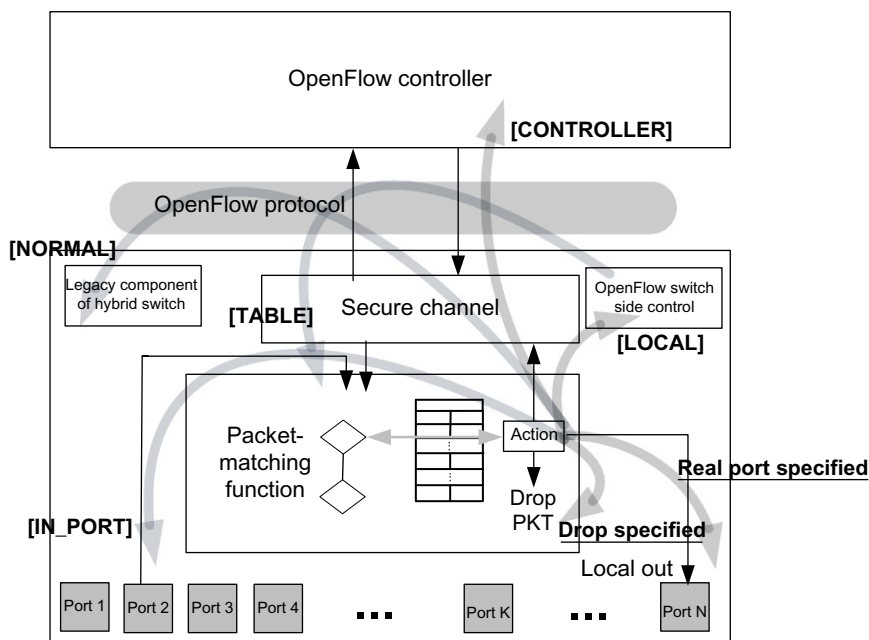 OpenFlow controller
[CONTROLLER]
OpenFlow protocol
[NORMAL]
Legacy component
of hybrid switch
[TABLE]
Secure channel
OpenFlow switch
side control
[LOCAL]
Packet-
matching
function
Action
Drop
PKT
Real port specified
Drop specified
[IN_PORT]
Local out
Port 1
Port 2
Port 3
Port 4
...
Port K
...
Port N